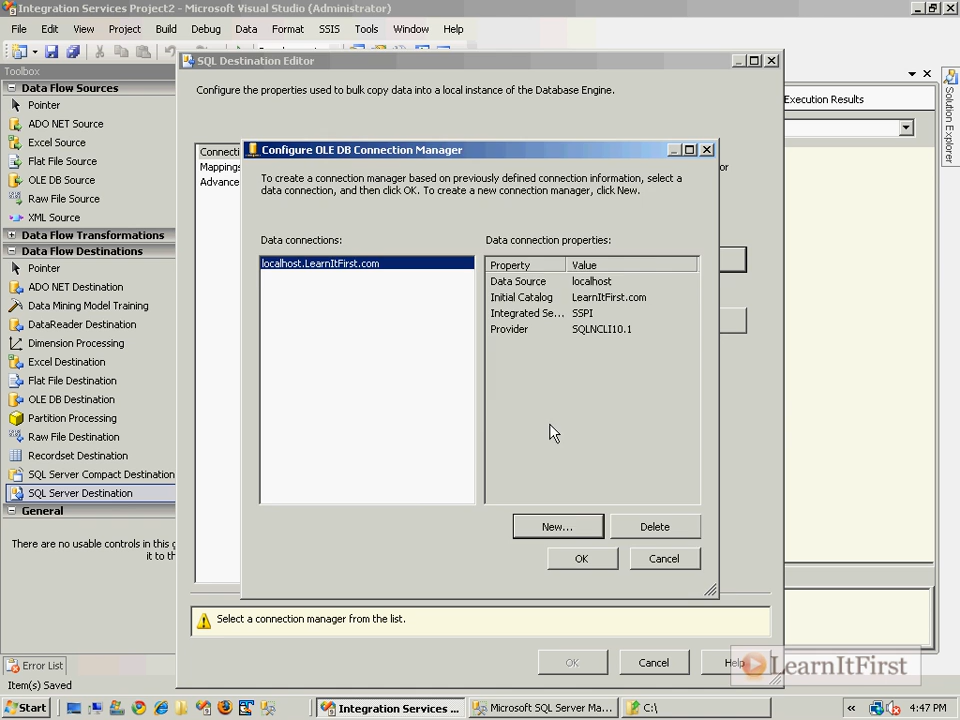 Integration Services Project2 - Microsoft Visual Studio (Administrator)
File Edit View Project Build Debug Data Format SSIS Tools Window Help
Toolbox
Data Flow Sources
Pointer
ADO NET Source
Excel Source
Flat File Source
OLE DB Source
Raw File Source
XML Source
Data Flow Transformations
Data Flow Destinations
Pointer
ADO NET Destination
Data Mining Model Training
DataReader Destination
Dimension Processing
Excel Destination
Flat File Destination
OLE DB Destination
Partition Processing
Raw File Destination
Recordset Destination
SQL Server Compact Destination
SQL Server Destination
General
There are no usable controls in this g
it to th
Error List
Item(s) Saved
SQL Destination Editor
Configure the properties used to bulk copy data into a local instance of the Database Engine.
Connecti
Mappings
Advance
or
Configure OLE DB Connection Manager
To create a connection manager based on previously defined connection information, select a
data connection, and then click OK. To create a new connection manager, click New.
Data connections:
localhost.LearnItFirst.com
Data connection properties:
Property Value
Data Source localhost
Initial Catalog LearnItFirst.com
Integrated Se... SSPI
Provider SQLNCLI10.1
New... Delete
OK Cancel
Select a connection manager from the list.
OK Cancel Help
Execution Results
Solution Explorer
LearnItFirst
Start
Integration Services ...
Microsoft SQL Server Ma...
C:\
4:47 PM